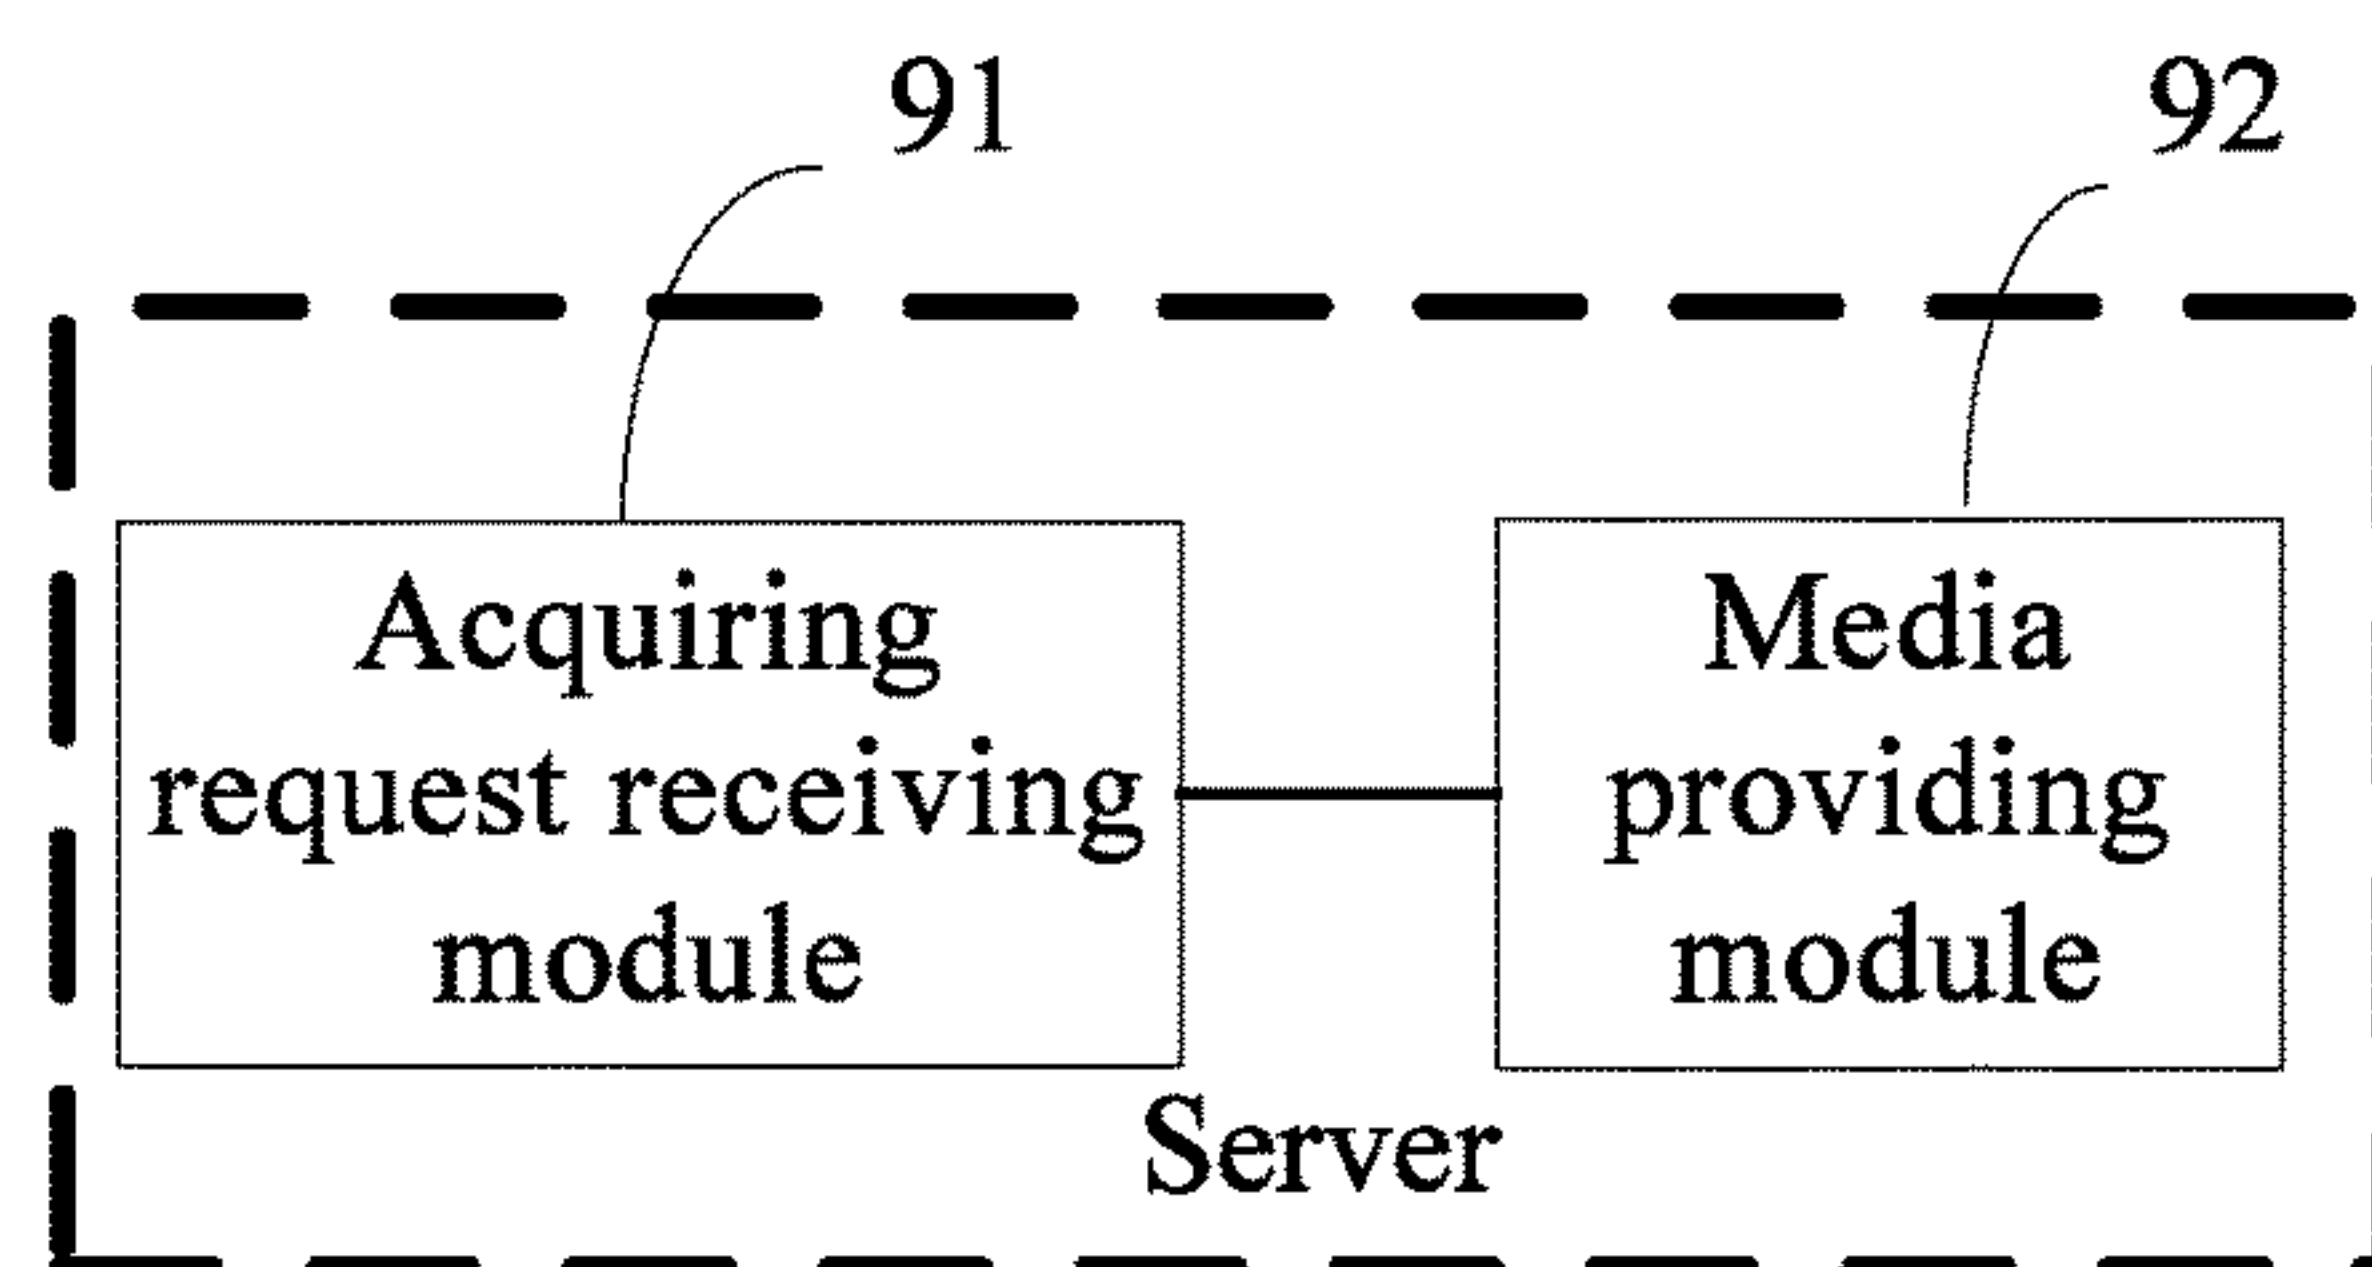 91
92
Acquiring
request receiving
module
Media
providing
module
Server